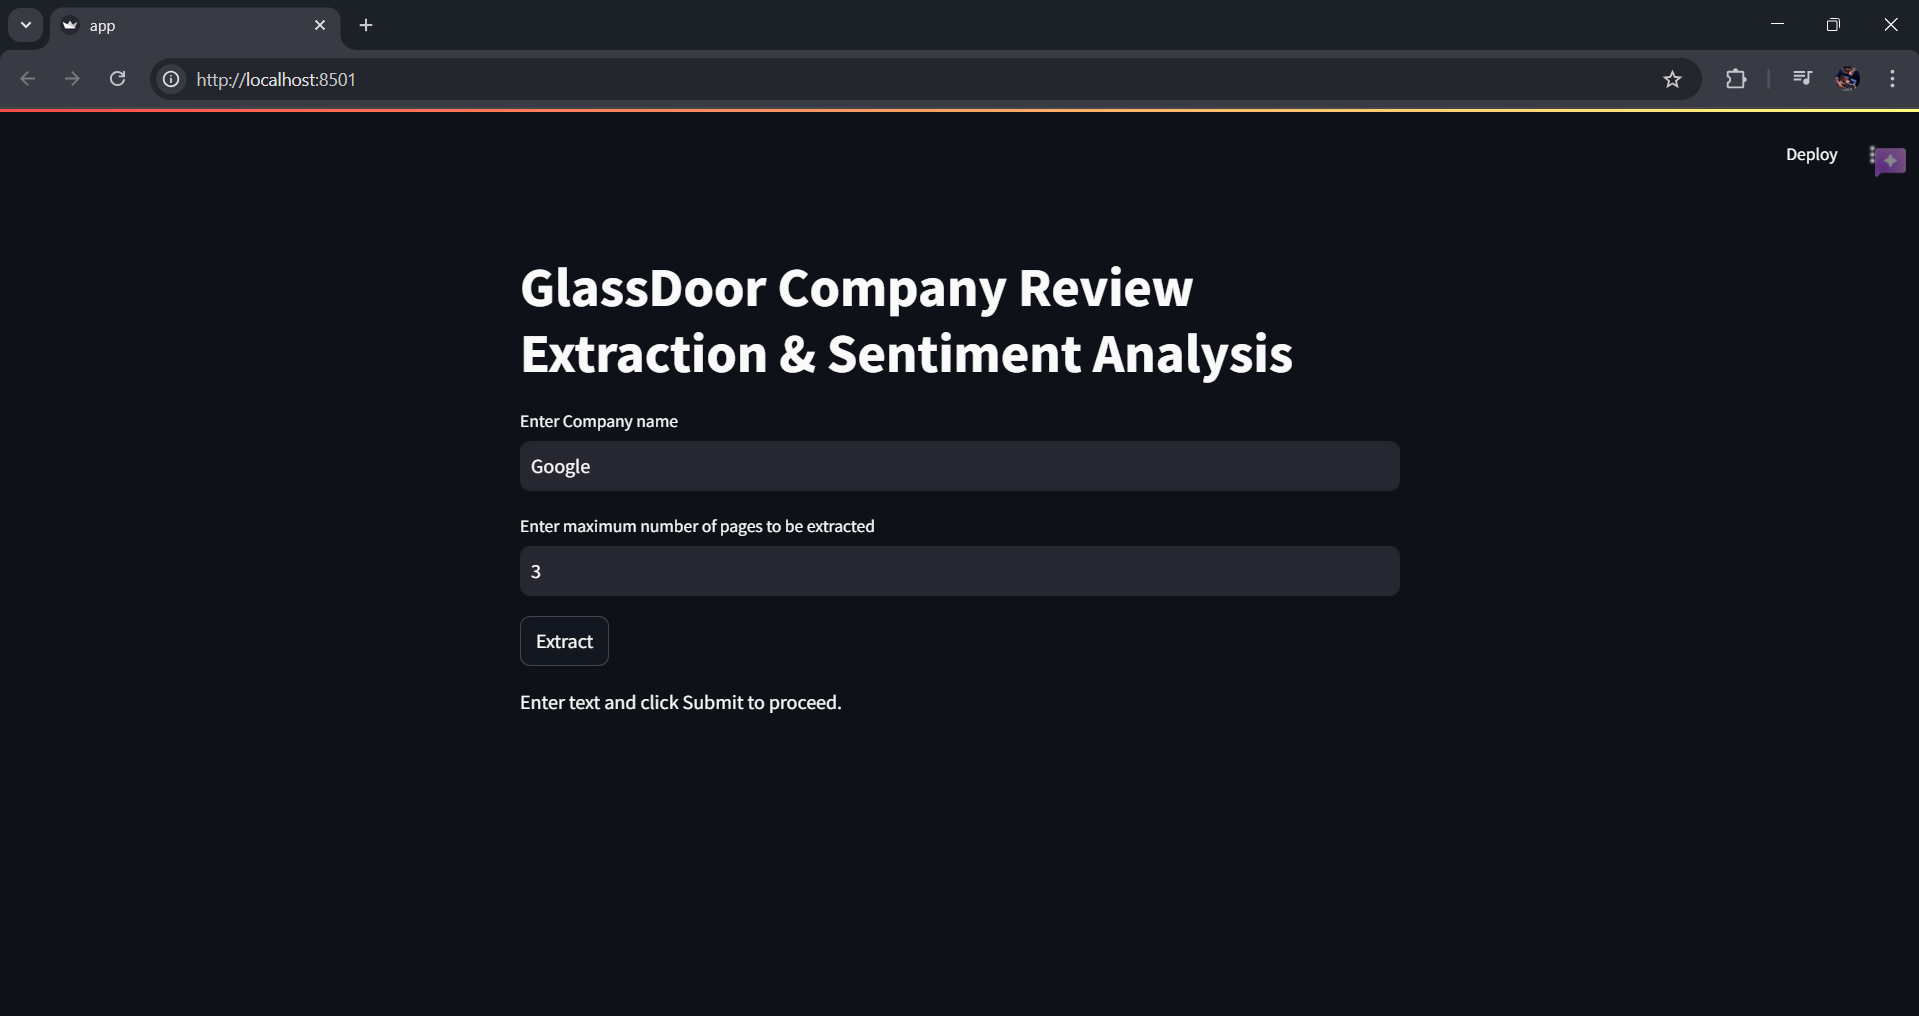 app
http://localhost:8501
Deploy
GlassDoor Company Review
Extraction & Sentiment Analysis
Enter Company name
Google
Enter maximum number of pages to be extracted
3
Extract
Enter text and click Submit to proceed.